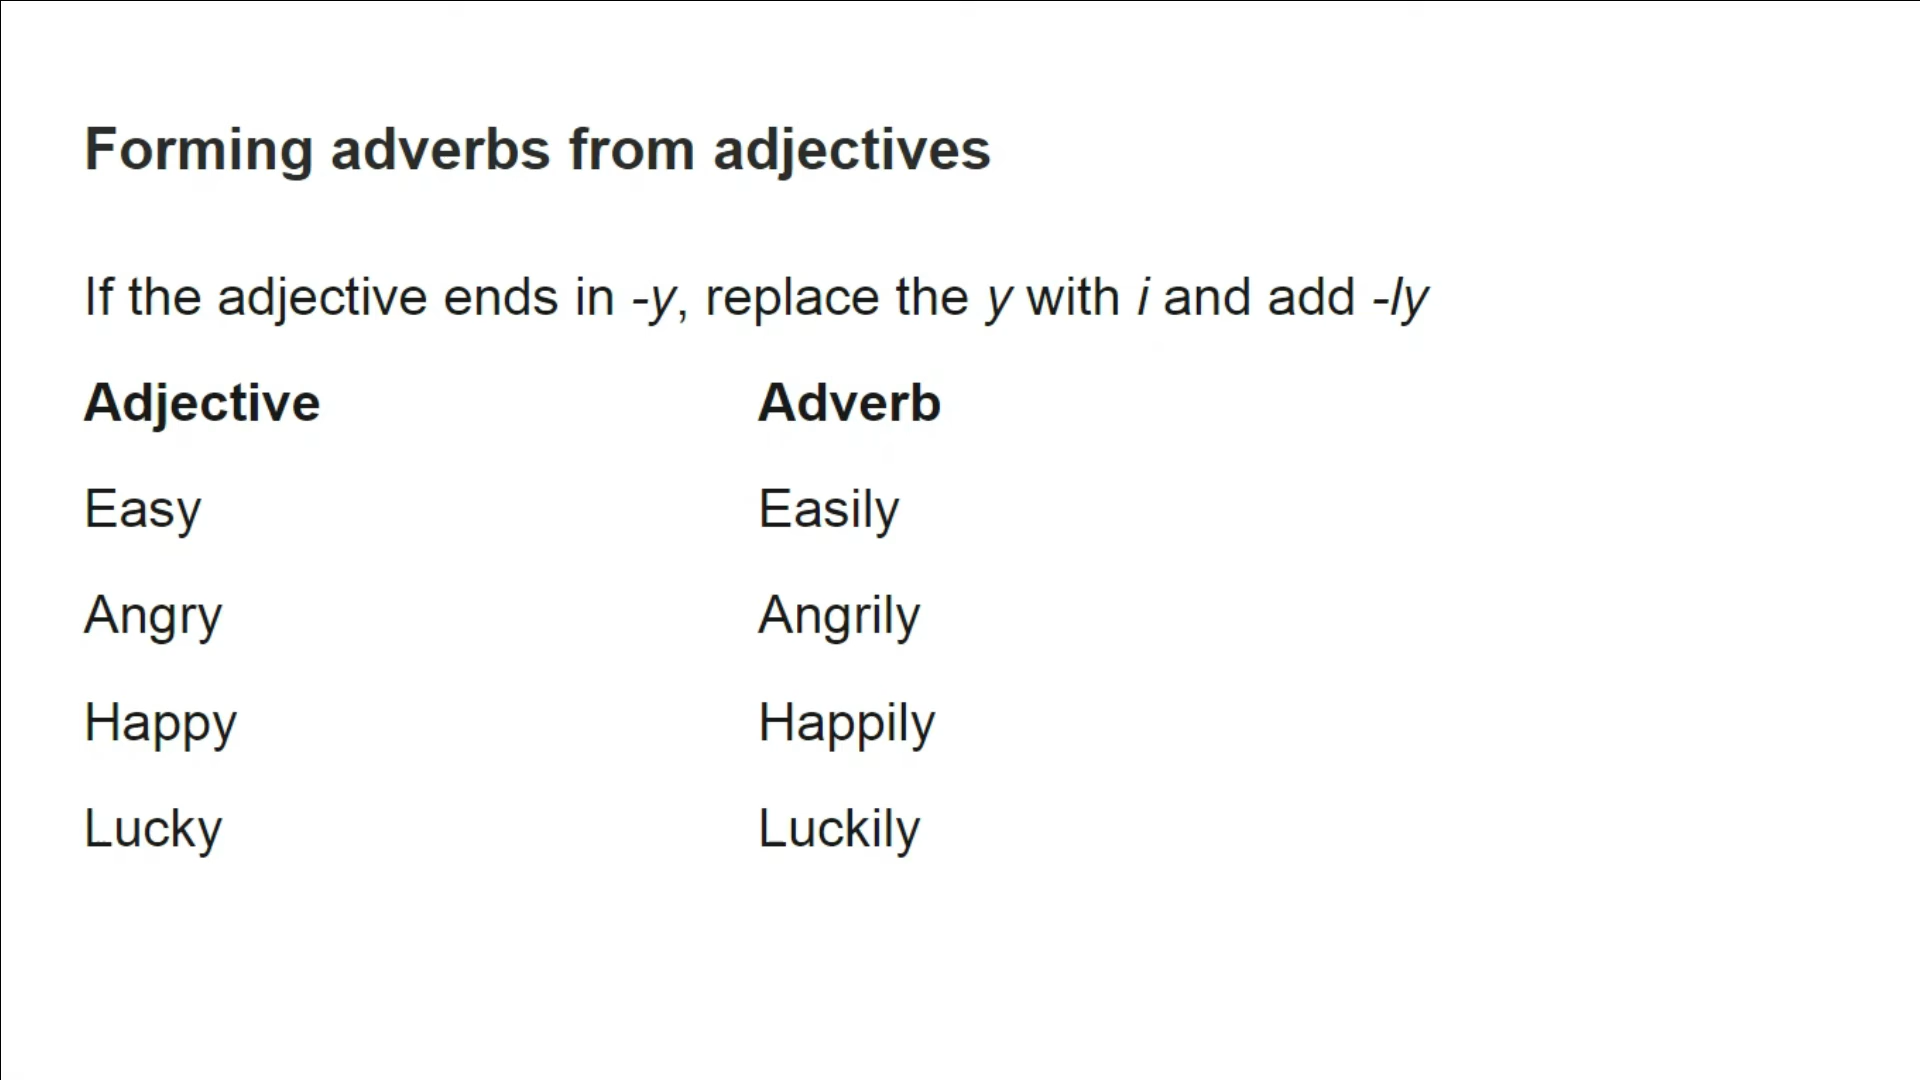 Forming adverbs from adjectives
If the adjective ends in -y, replace the y with i and add -ly
Adjective Adverb
Easy Easily
Angry Angrily
Happy Happily
Lucky Luckily